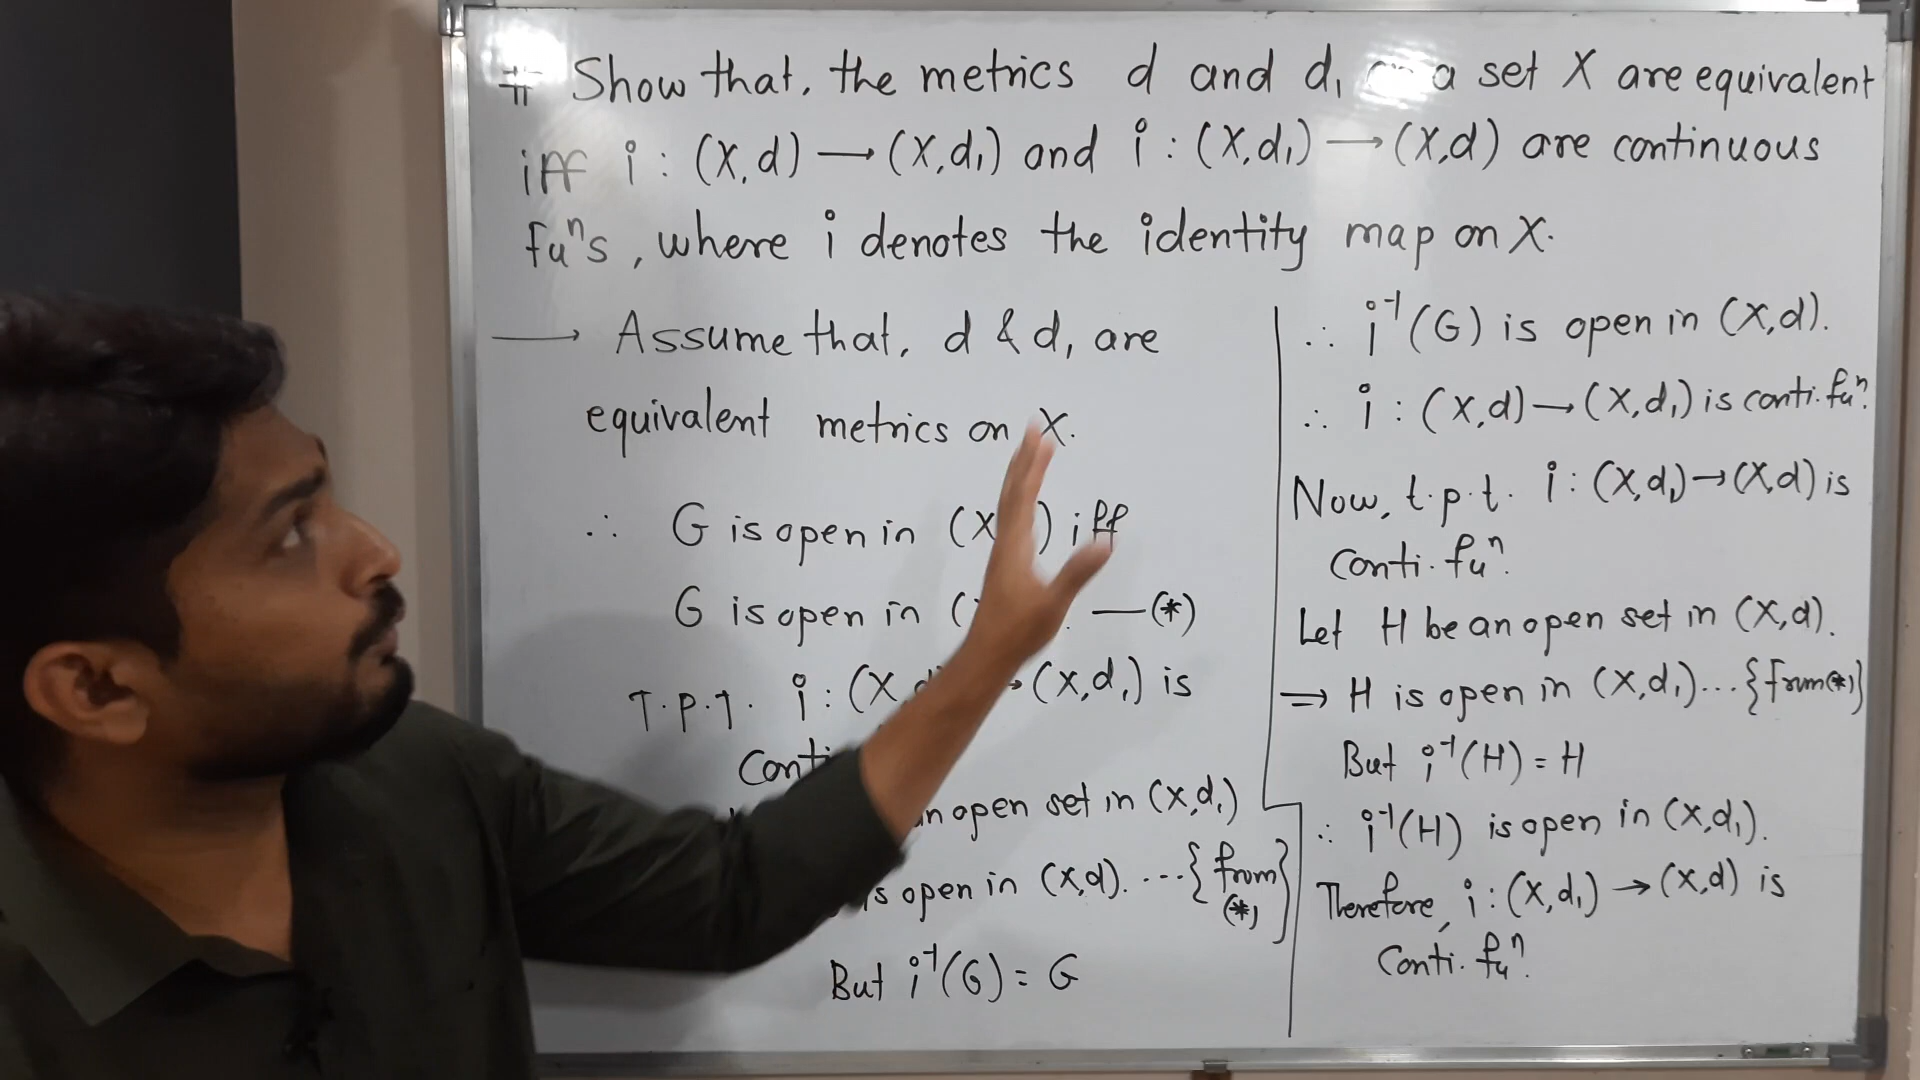 # Show that, the metrics d and d₁ a set X are equivalent
iff i : (X,d) → (X,d₁) and i : (X,d₁) → (X,d) are continuous
fuⁿs, where i denotes the identity map on X.
→ Assume that, d & d₁ are
equivalent metrics on X.
∴ G is open in (X ) iff
G is open in ( . —(*)
T.P.T. i : (X,d → (X,d₁) is
Conti
an open set in (X,d₁)
is open in (X,d). ...{from (*)}
But i⁻¹(G) = G
∴ i⁻¹(G) is open in (X,d).
∴ i : (X,d) → (X,d₁) is conti. fuⁿ.
Now, t.p.t. i : (X,d₁) → (X,d) is
Conti. fuⁿ.
Let H be an open set in (X,d).
⇒ H is open in (X,d₁)...{from(*)}
But i⁻¹(H) = H
∴ i⁻¹(H) is open in (X,d₁).
Therefore, i : (X,d₁) → (X,d) is
Conti. fuⁿ.